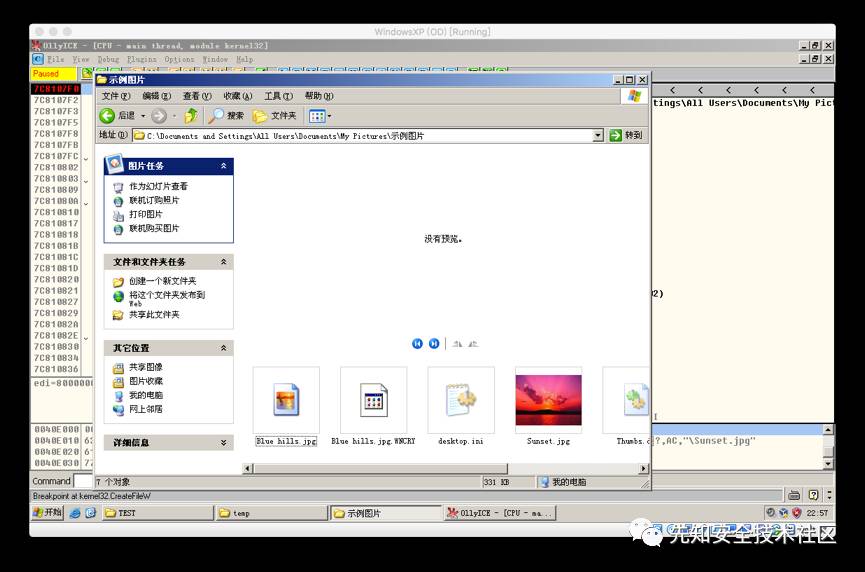 WindowsXP (OD) [Running]
OllyICE - [CPU - main thread, module kernel32]
File View Debug Plugins Options Window Help
Paused
示例图片
文件(F) 编辑(E) 查看(V) 收藏(A) 工具(T) 帮助(H)
后退 搜索 文件夹
地址(D) C:\Documents and Settings\All Users\Documents\My Pictures\示例图片 转到
tings\All Users\Documents\My Pict
7C8107F0
7C8107F2
7C8107F3
7C8107F5
7C8107F8
7C8107FB
7C8107FC
7C810802
7C810803
7C810809
7C81080A
7C810810
7C810817
7C810818
7C81081B
7C81081C
7C81081D
7C810820
7C810821
7C810827
7C810829
7C81082A
7C81082E
7C810830
7C810834
7C810836
edi=8000000
图片任务
作为幻灯片查看
联机订购照片
打印图片
联机购买图片
文件和文件夹任务
创建一个新文件夹
将这个文件夹发布到
Web
共享此文件夹
其它位置
共享图像
图片收藏
我的电脑
网上邻居
详细信息
没有预览。
Blue hills.jpg Blue hills.jpg.WNCRY desktop.ini Sunset.jpg Thumbs.d
0040E000
0040E010
0040E020
0040E030
?,AC,"\Sunset.jpg"
7 个对象 331 KB 我的电脑
Command
Breakpoint at kernel32.CreateFileW
开始 TEST temp 示例图片 OllyICE - [CPU - ma... 22:57
先知安全技术社区